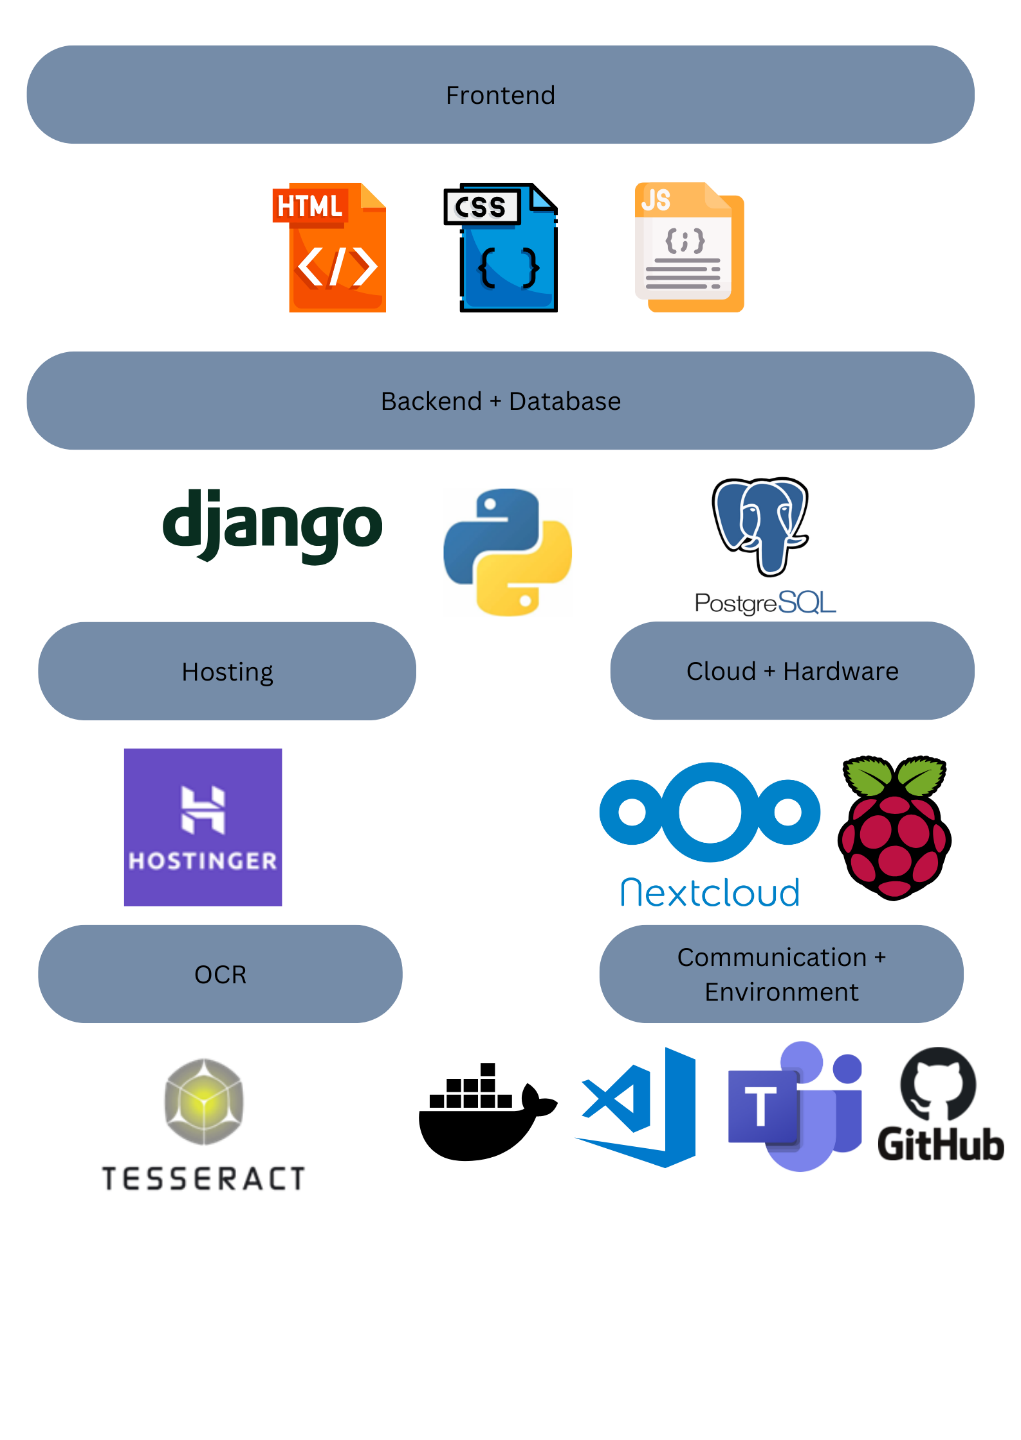 Frontend
HTML
</>
CSS
{ }
JS
{;}
Backend + Database
django
PostgreSQL
Hosting
Cloud + Hardware
HOSTINGER
Nextcloud
OCR
Communication +
Environment
T
GitHub
TESSERACT